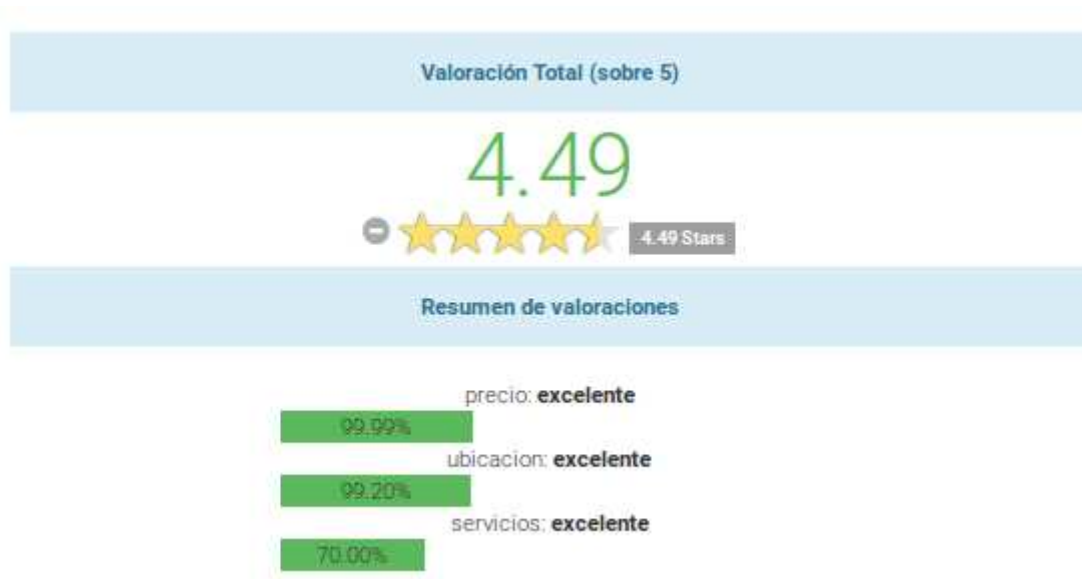 Valoración Total (sobre 5)
4.49
4.49 Stars
Resumen de valoraciones
precio: excelente
99.99%
ubicacion: excelente
99.20%
servicios: excelente
70.00%